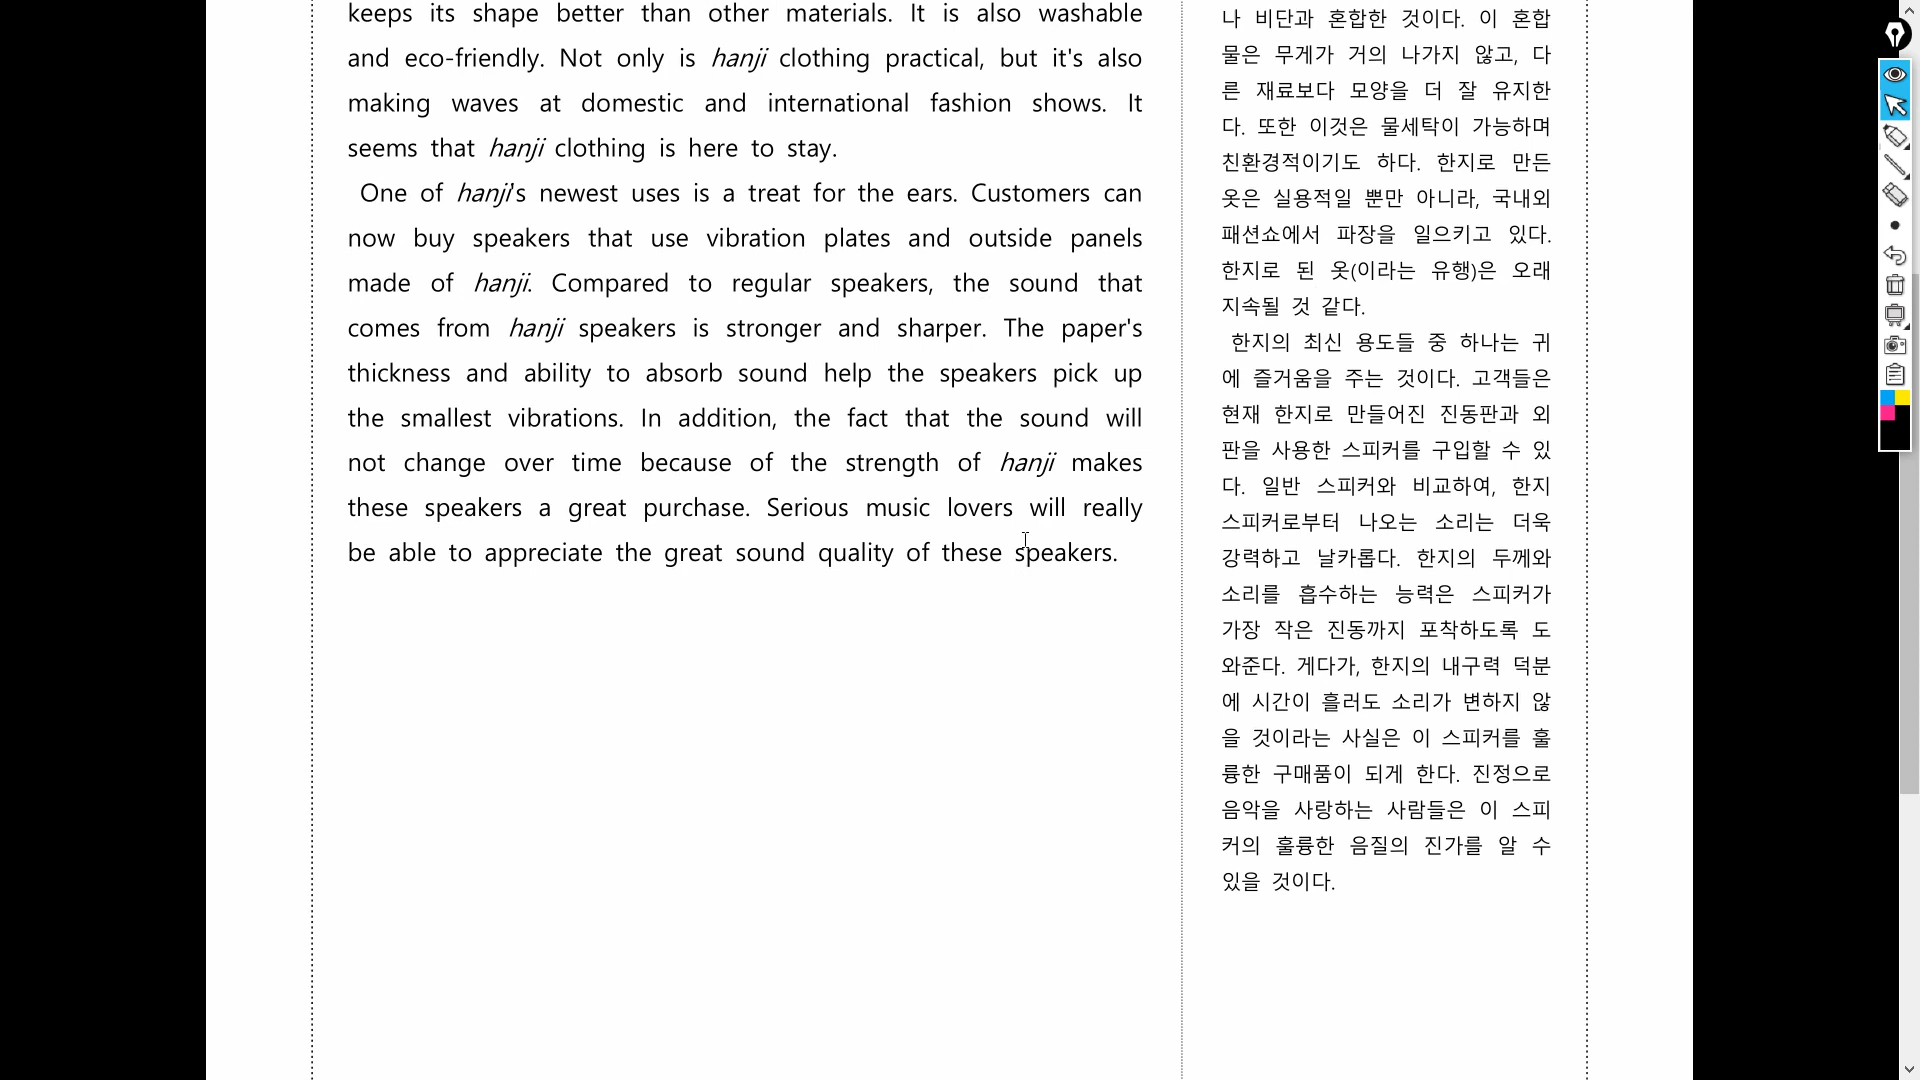 keeps its shape better than other materials. It is also washable
and eco-friendly. Not only is hanji clothing practical, but it's also
making waves at domestic and international fashion shows. It
seems that hanji clothing is here to stay.
One of hanji's newest uses is a treat for the ears. Customers can
now buy speakers that use vibration plates and outside panels
made of hanji. Compared to regular speakers, the sound that
comes from hanji speakers is stronger and sharper. The paper's
thickness and ability to absorb sound help the speakers pick up
the smallest vibrations. In addition, the fact that the sound will
not change over time because of the strength of hanji makes
these speakers a great purchase. Serious music lovers will really
be able to appreciate the great sound quality of these speakers.
나 비단과 혼합한 것이다. 이 혼합
물은 무게가 거의 나가지 않고, 다
른 재료보다 모양을 더 잘 유지한
다. 또한 이것은 물세탁이 가능하며
친환경적이기도 하다. 한지로 만든
옷은 실용적일 뿐만 아니라, 국내외
패션쇼에서 파장을 일으키고 있다.
한지로 된 옷(이라는 유행)은 오래
지속될 것 같다.
한지의 최신 용도들 중 하나는 귀
에 즐거움을 주는 것이다. 고객들은
현재 한지로 만들어진 진동판과 외
판을 사용한 스피커를 구입할 수 있
다. 일반 스피커와 비교하여, 한지
스피커로부터 나오는 소리는 더욱
강력하고 날카롭다. 한지의 두께와
소리를 흡수하는 능력은 스피커가
가장 작은 진동까지 포착하도록 도
와준다. 게다가, 한지의 내구력 덕분
에 시간이 흘러도 소리가 변하지 않
을 것이라는 사실은 이 스피커를 훌
륭한 구매품이 되게 한다. 진정으로
음악을 사랑하는 사람들은 이 스피
커의 훌륭한 음질의 진가를 알 수
있을 것이다.